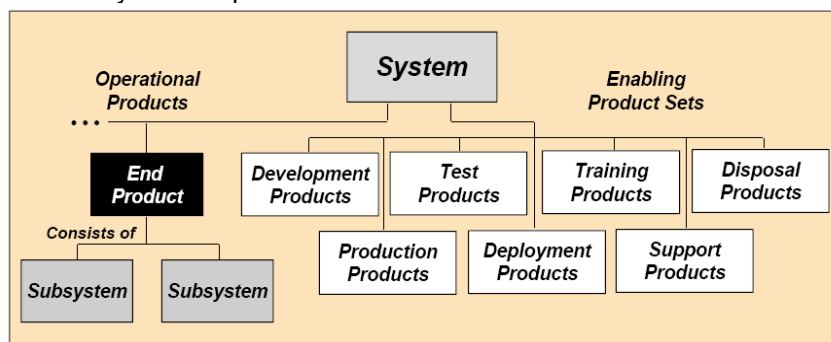 System
Operational
Products
Enabling
Product Sets
...
End
Product
Development
Products
Test
Products
Training
Products
Disposal
Products
Consists of
Production
Products
Deployment
Products
Support
Products
Subsystem
Subsystem